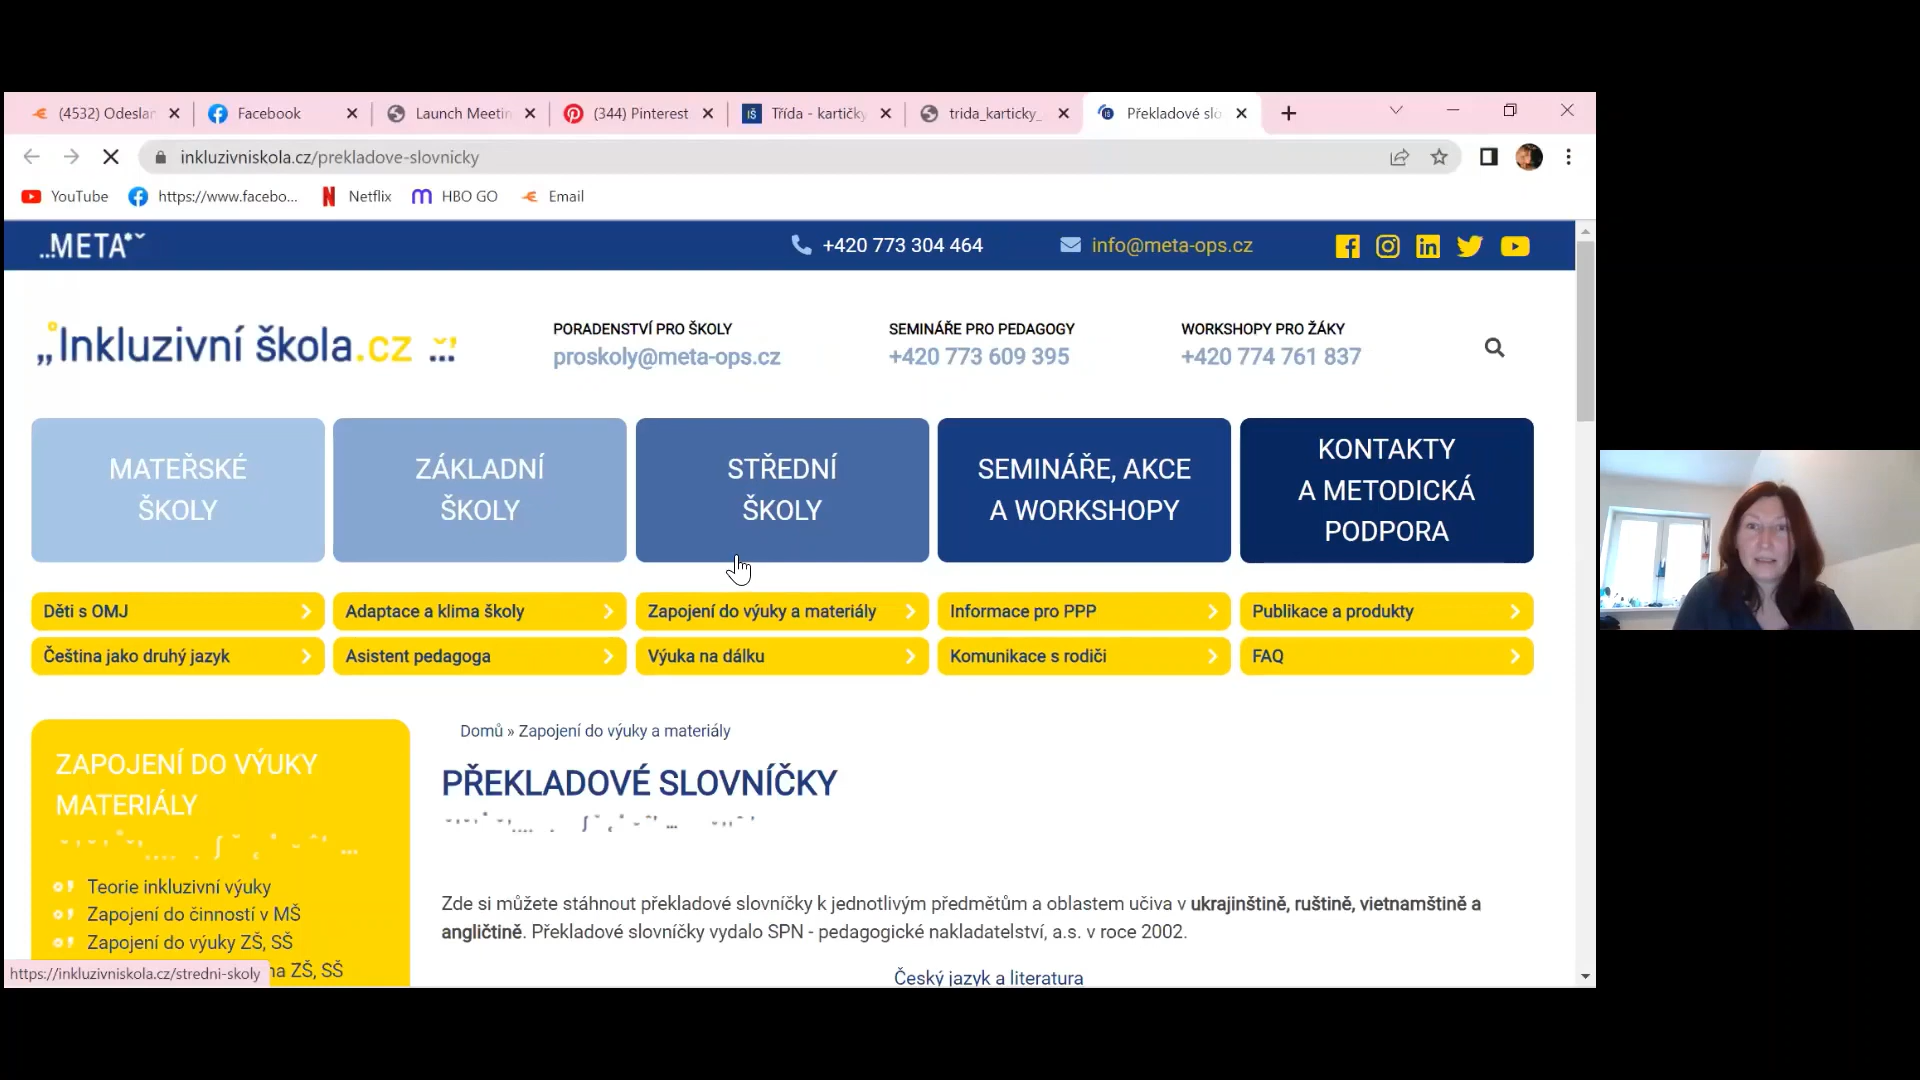 (4532) Odeslan
Facebook
Launch Meetin
(344) Pinterest
Třída - kartičky
trida_karticky_
Překladové slo
inkluzivniskola.cz/prekladove-slovnicky
YouTube
https://www.facebo...
Netflix
HBO GO
Email
...META
+420 773 304 464
info@meta-ops.cz
„Inkluzivní škola.cz ...
PORADENSTVÍ PRO ŠKOLY
proskoly@meta-ops.cz
SEMINÁŘE PRO PEDAGOGY
+420 773 609 395
WORKSHOPY PRO ŽÁKY
+420 774 761 837
MATEŘSKÉ
ŠKOLY
ZÁKLADNÍ
ŠKOLY
STŘEDNÍ
ŠKOLY
SEMINÁŘE, AKCE
A WORKSHOPY
KONTAKTY
A METODICKÁ
PODPORA
Děti s OMJ
Adaptace a klima školy
Zapojení do výuky a materiály
Informace pro PPP
Publikace a produkty
Čeština jako druhý jazyk
Asistent pedagoga
Výuka na dálku
Komunikace s rodiči
FAQ
ZAPOJENÍ DO VÝUKY
MATERIÁLY
Teorie inkluzivní výuky
Zapojení do činností v MŠ
Zapojení do výuky ZŠ, SŠ
na ZŠ, SŠ
https://inkluzivniskola.cz/stredni-skoly
Domů » Zapojení do výuky a materiály
PŘEKLADOVÉ SLOVNÍČKY
Zde si můžete stáhnout překladové slovníčky k jednotlivým předmětům a oblastem učiva v ukrajinštině, ruštině, vietnamštině a
angličtině. Překladové slovníčky vydalo SPN - pedagogické nakladatelství, a.s. v roce 2002.
Český jazyk a literatura